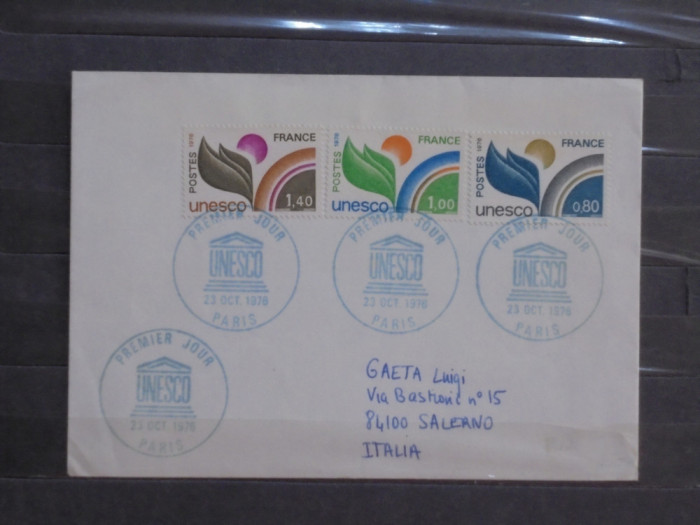 POSTES 1976
FRANCE
unesco
1,40
POSTES 1976
FRANCE
unesco
1,00
POSTES 1976
FRANCE
unesco
0,80
PREMIER JOUR
UNESCO
23 OCT. 1976
PARIS
PREMIER JOUR
UNESCO
23 OCT. 1976
PARIS
PREMIER JOUR
UNESCO
23 OCT. 1976
PARIS
PREMIER JOUR
UNESCO
23 OCT. 1976
PARIS
GAETA Luigi
Via Bastioni n° 15
84100 SALERNO
ITALIA